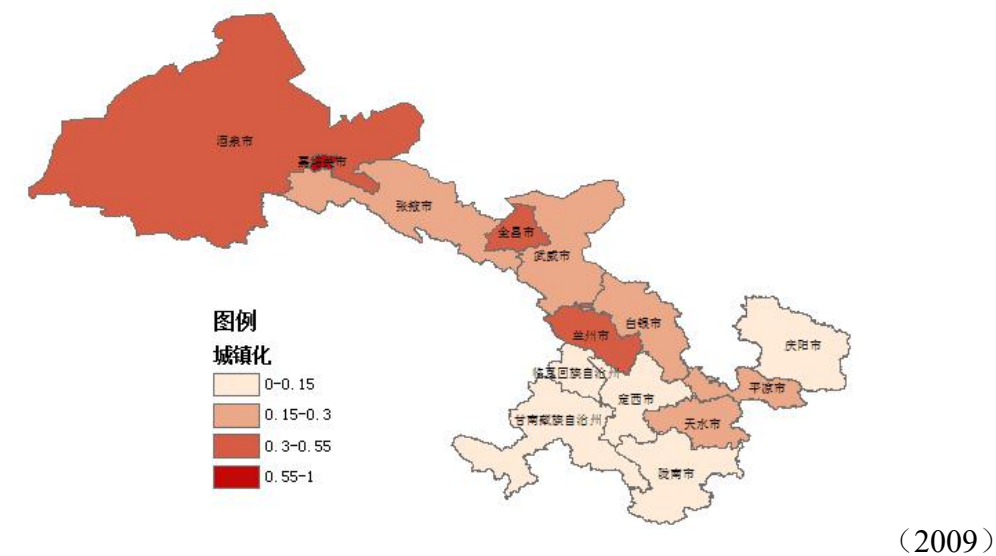 酒泉市
嘉峪关市
张掖市
金昌市
武威市
兰州市
白银市
庆阳市
临夏回族自治州
平凉市
定西市
甘南藏族自治州
天水市
陇南市
图例
城镇化
0-0.15
0.15-0.3
0.3-0.55
0.55-1
（2009）